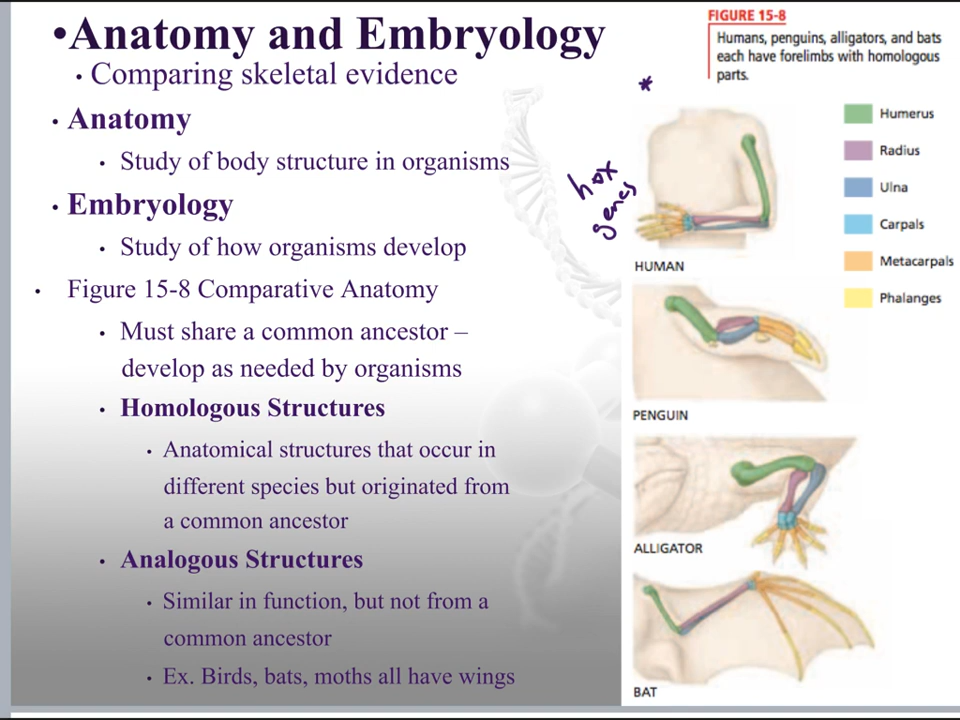 •Anatomy and Embryology
• Comparing skeletal evidence
• Anatomy
• Study of body structure in organisms
• Embryology
• Study of how organisms develop
• Figure 15-8 Comparative Anatomy
• Must share a common ancestor –
develop as needed by organisms
• Homologous Structures
• Anatomical structures that occur in
different species but originated from
a common ancestor
• Analogous Structures
• Similar in function, but not from a
common ancestor
• Ex. Birds, bats, moths all have wings
hox
genes
*
FIGURE 15-8
Humans, penguins, alligators, and bats
each have forelimbs with homologous
parts.
Humerus
Radius
Ulna
Carpals
Metacarpals
Phalanges
HUMAN
PENGUIN
ALLIGATOR
BAT